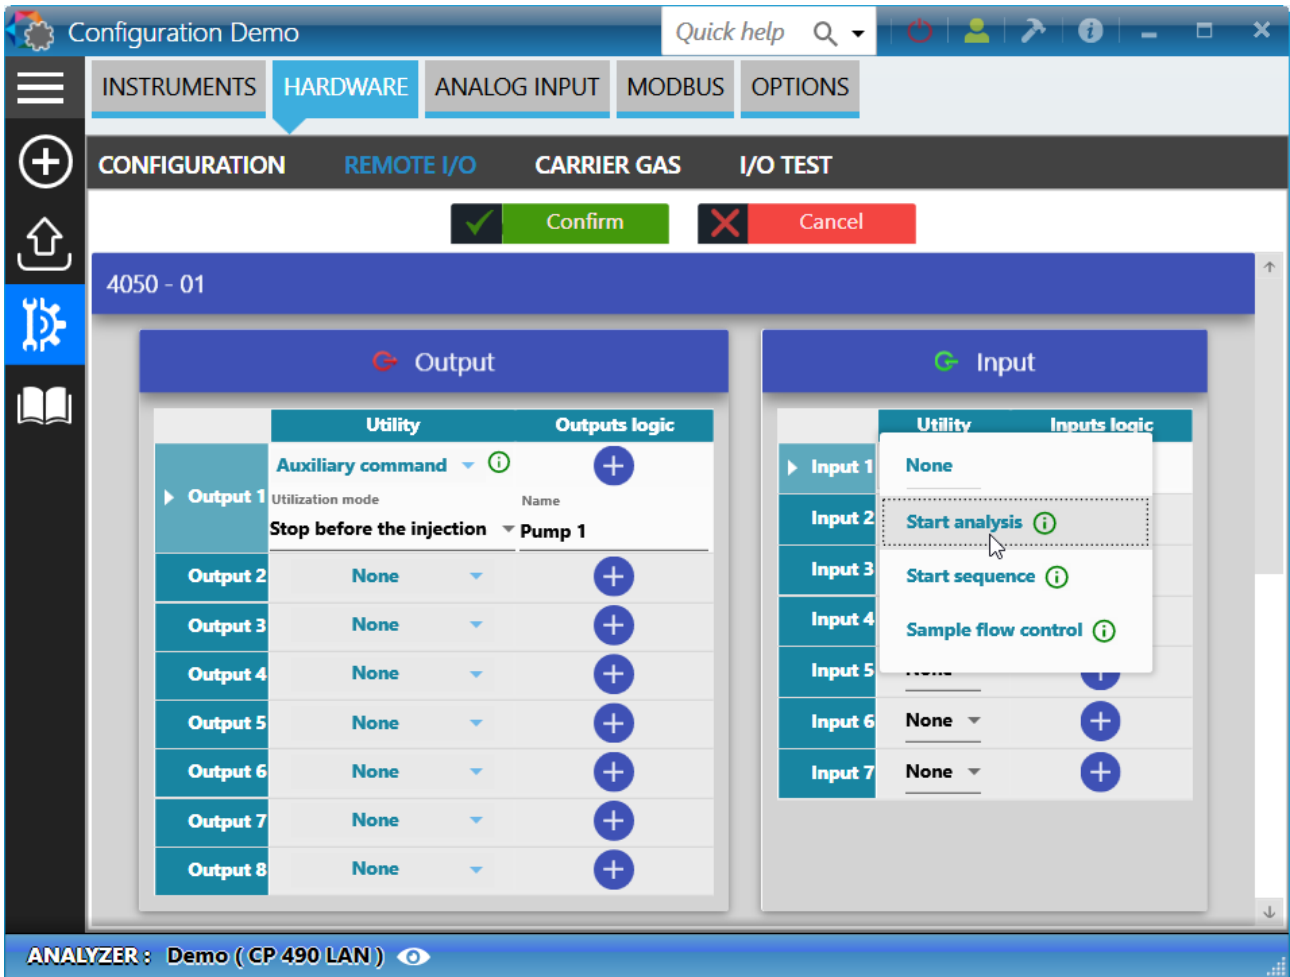 Configuration Demo
Quick help
INSTRUMENTS HARDWARE ANALOG INPUT MODBUS OPTIONS
CONFIGURATION REMOTE I/O CARRIER GAS I/O TEST
Confirm Cancel
4050 - 01
Output
Utility Outputs logic
Output 1 Auxiliary command
Utilization mode Name
Stop before the injection Pump 1
Output 2 None
Output 3 None
Output 4 None
Output 5 None
Output 6 None
Output 7 None
Output 8 None
Input
Utility Inputs logic
Input 1 None
Input 2 Start analysis
Input 3 Start sequence
Input 4 Sample flow control
Input 5 None
Input 6 None
Input 7 None
ANALYZER : Demo ( CP 490 LAN )